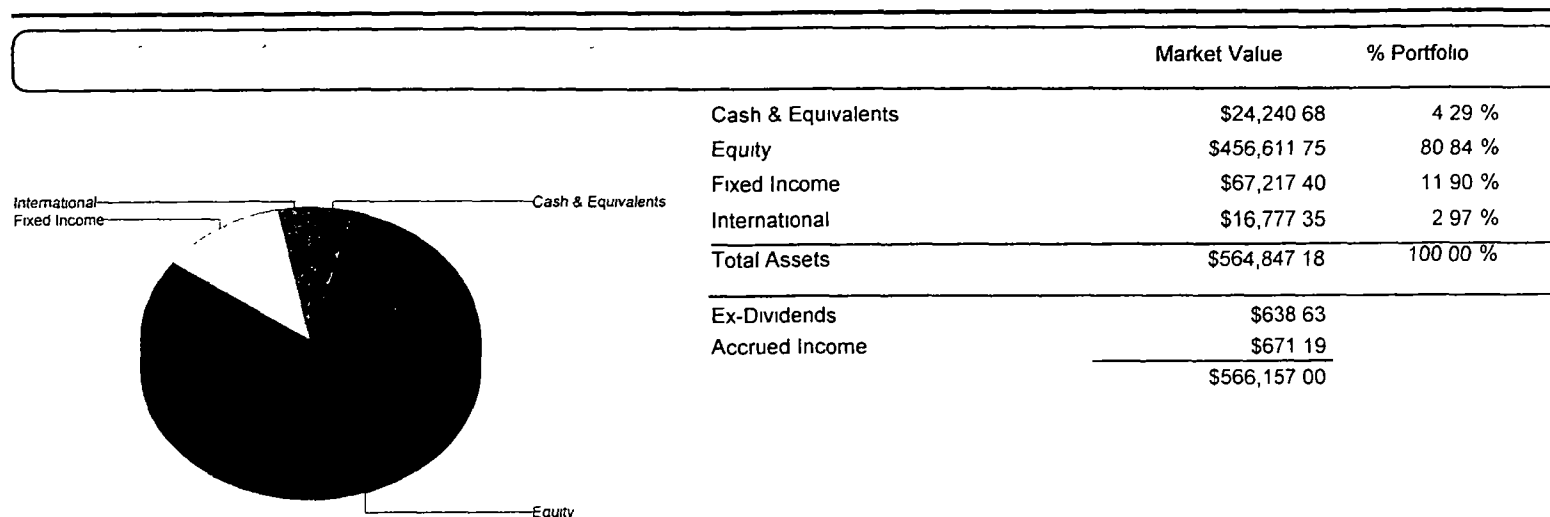 Market Value % Portfolio
Cash & Equivalents $24,240 68 4 29 %
Equity $456,611 75 80 84 %
Fixed Income $67,217 40 11 90 %
International $16,777 35 2 97 %
Total Assets $564,847 18 100 00 %
Ex-Dividends $638 63
Accrued Income $671 19
$566,157 00
International
Fixed Income
Cash & Equivalents
Equity